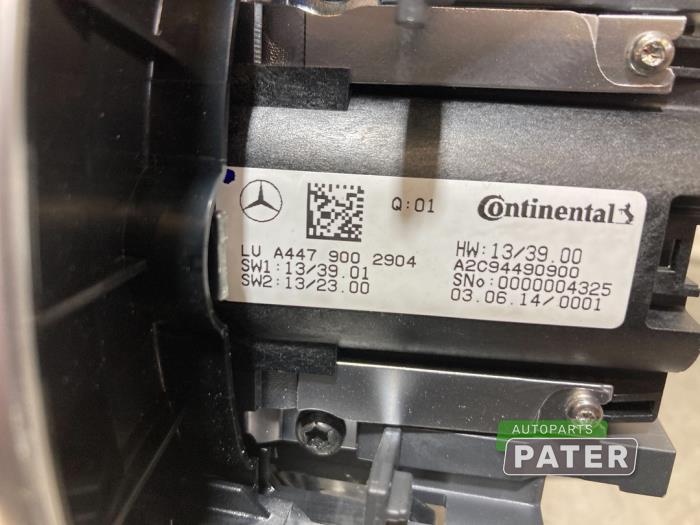 Q:01
Continental
LU A447 900 2904
SW1:13/39.01
SW2:13/23.00
HW:13/39.00
A2C94490900
SNo:0000004325
03.06.14/0001
AUTOPARTS
PATER